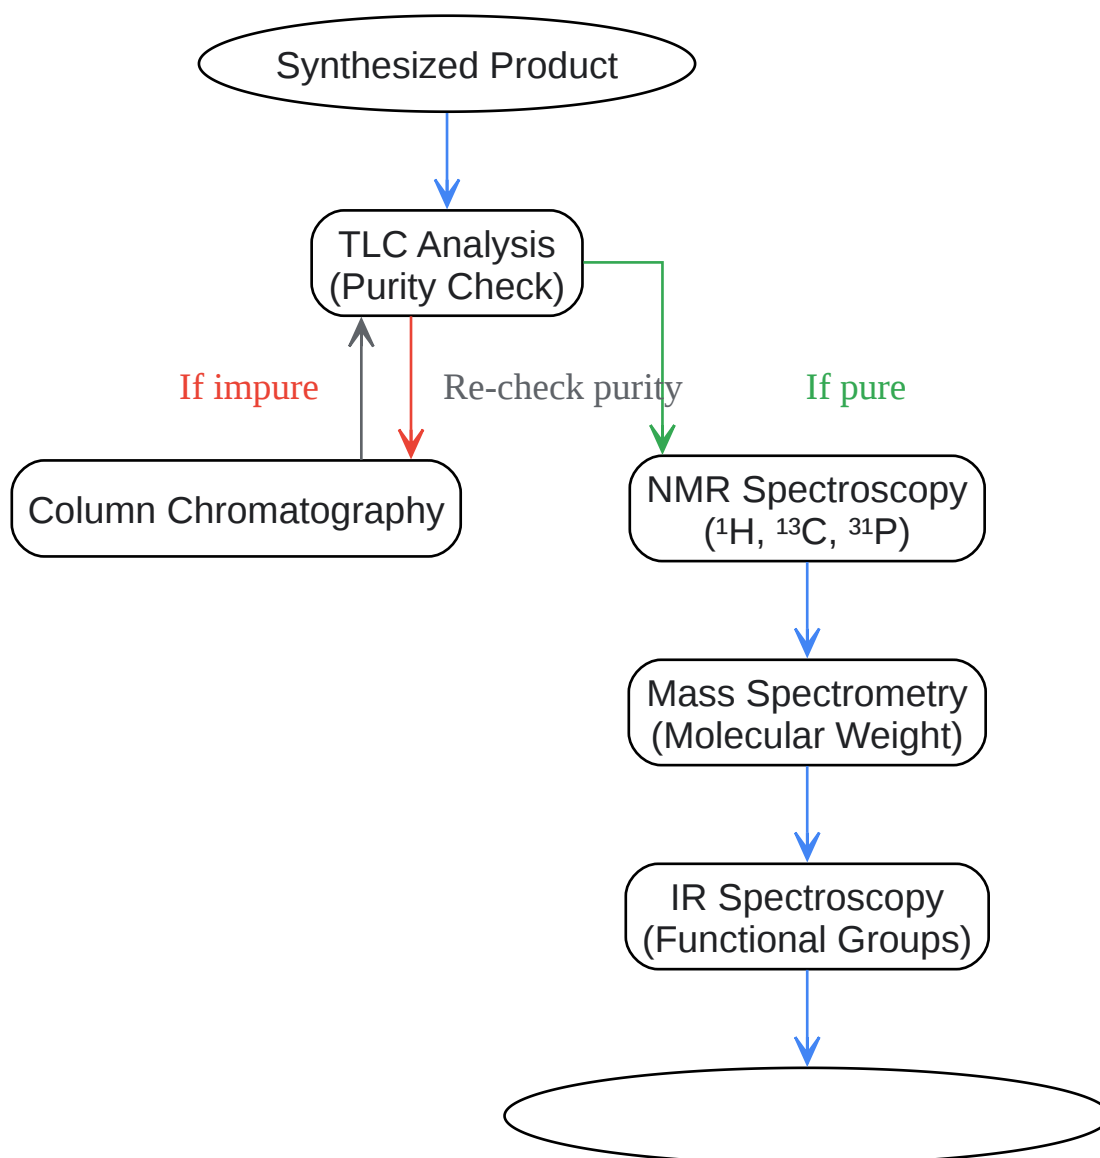 Synthesized Product
TLC Analysis
(Purity Check)
If impure
Re-check purity
If pure
Column Chromatography
NMR Spectroscopy
(¹H, ¹³C, ³¹P)
Mass Spectrometry
(Molecular Weight)
IR Spectroscopy
(Functional Groups)